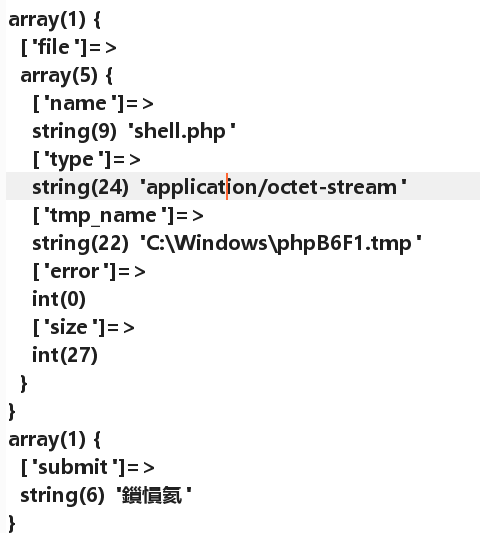 array(1) {
['file']=>
array(5) {
['name']=>
string(9) 'shell.php'
['type']=>
string(24) 'application/octet-stream'
['tmp_name']=>
string(22) 'C:\Windows\phpB6F1.tmp'
['error']=>
int(0)
['size']=>
int(27)
}
}
array(1) {
['submit']=>
string(6) '鎻愪氦'
}